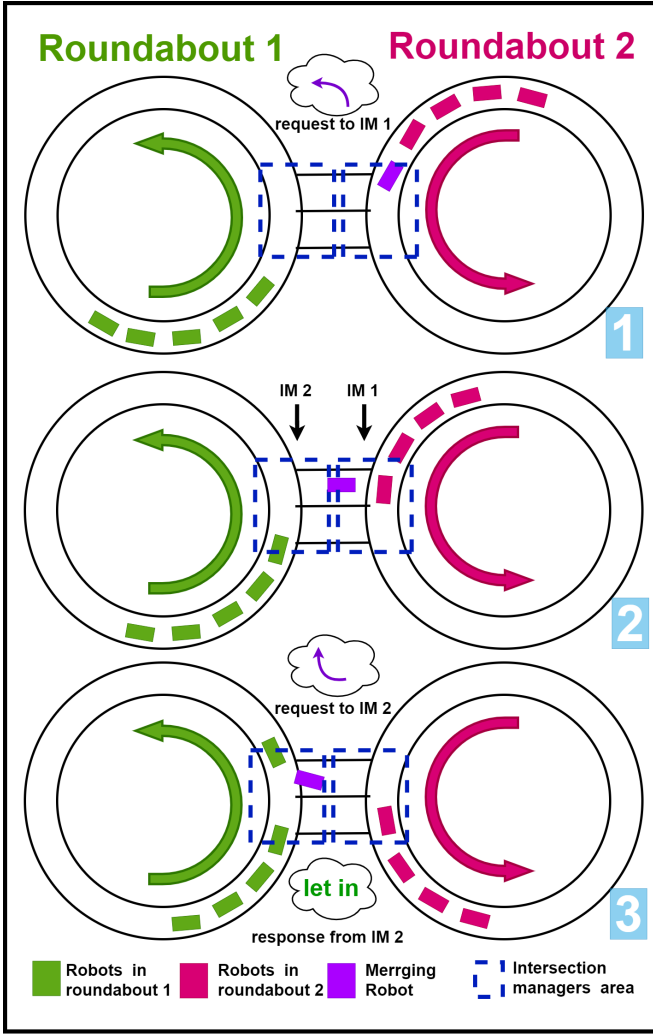 Roundabout 1
Roundabout 2
request to IM 1
1
IM 2
IM 1
2
request to IM 2
let in
response from IM 2
3
Robots in
roundabout 1
Robots in
roundabout 2
Merrging
Robot
Intersection
managers area